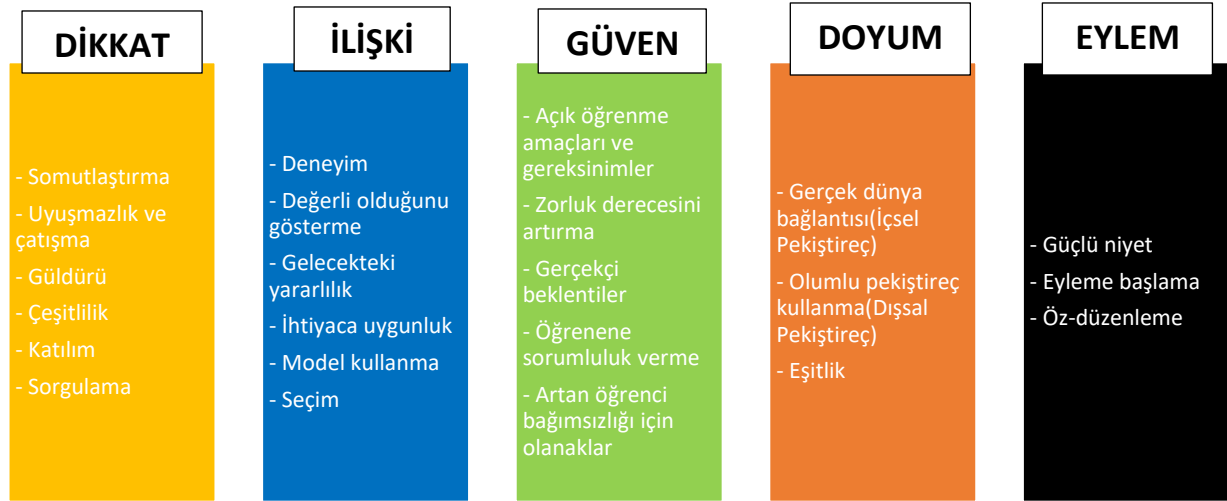 DİKKAT
- Somutlaştırma
- Uyuşmazlık ve
çatışma
- Güldürü
- Çeşitlilik
- Katılım
- Sorgulama
İLİŞKİ
- Deneyim
- Değerli olduğunu
gösterme
- Gelecekteki
yararlılık
- İhtiyaca uygunluk
- Model kullanma
- Seçim
GÜVEN
- Açık öğrenme
amaçları ve
gereksinimler
- Zorluk derecesini
artırma
- Gerçekçi
beklentiler
- Öğrenene
sorumluluk verme
- Artan öğrenci
bağımsızlığı için
olanaklar
DOYUM
- Gerçek dünya
bağlantısı(İçsel
Pekiştireç)
- Olumlu pekiştireç
kullanma(Dışsal
Pekiştireç)
- Eşitlik
EYLEM
- Güçlü niyet
- Eyleme başlama
- Öz-düzenleme